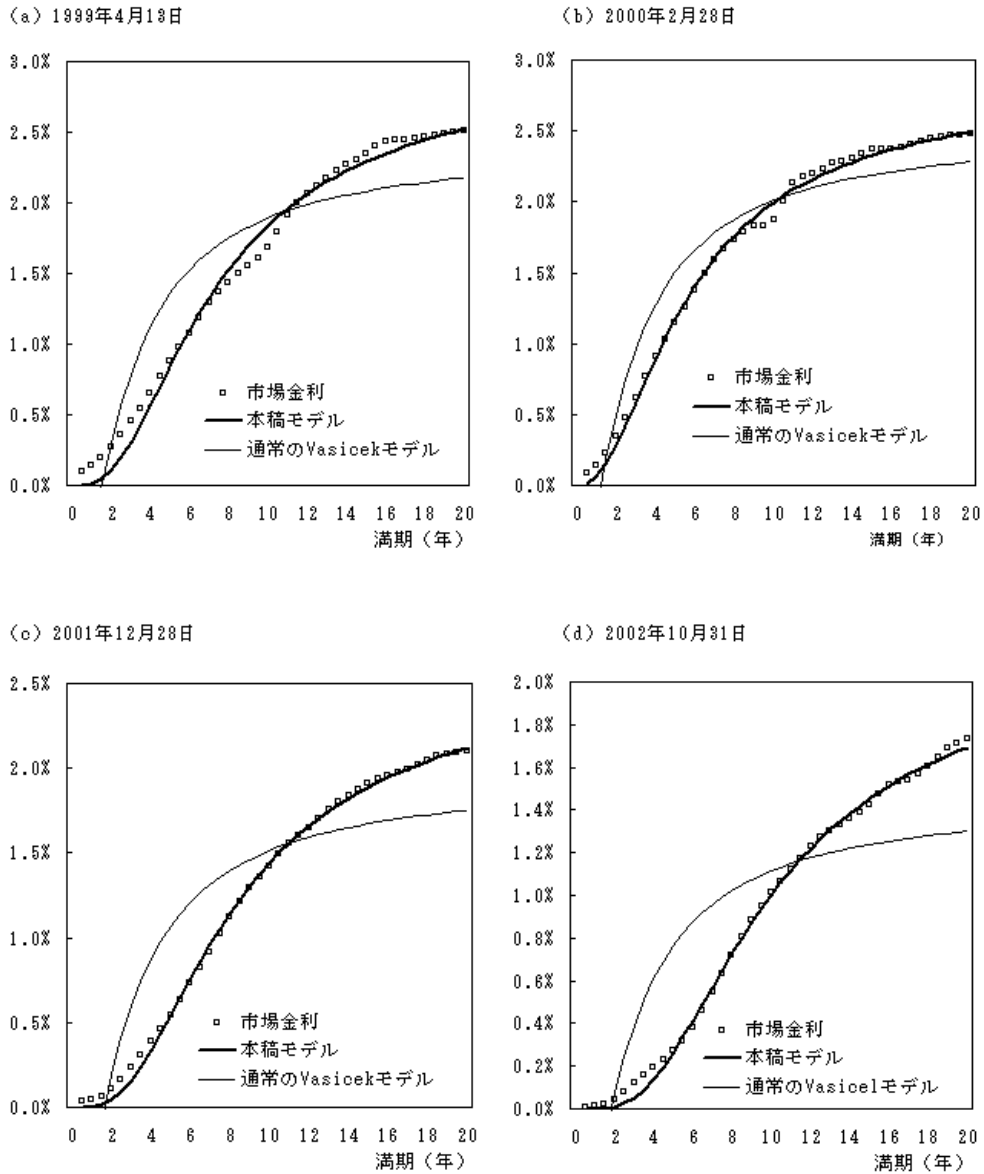 (a) 1999年4月13日
3.0%
2.5%
2.0%
1.5%
1.0%
0.5%
0.0%
市場金利
本稿モデル
通常のVasicekモデル
0 2 4 6 8 10 12 14 16 18 20
満期(年)
(b) 2000年2月28日
3.0%
2.5%
2.0%
1.5%
1.0%
0.5%
0.0%
市場金利
本稿モデル
通常のVasicekモデル
0 2 4 6 8 10 12 14 16 18 20
満期(年)
(c) 2001年12月28日
2.5%
2.0%
1.5%
1.0%
0.5%
0.0%
市場金利
本稿モデル
通常のVasicekモデル
0 2 4 6 8 10 12 14 16 18 20
満期(年)
(d) 2002年10月31日
2.0%
1.8%
1.6%
1.4%
1.2%
1.0%
0.8%
0.6%
0.4%
0.2%
0.0%
市場金利
本稿モデル
通常のVasicelモデル
0 2 4 6 8 10 12 14 16 18 20
満期(年)